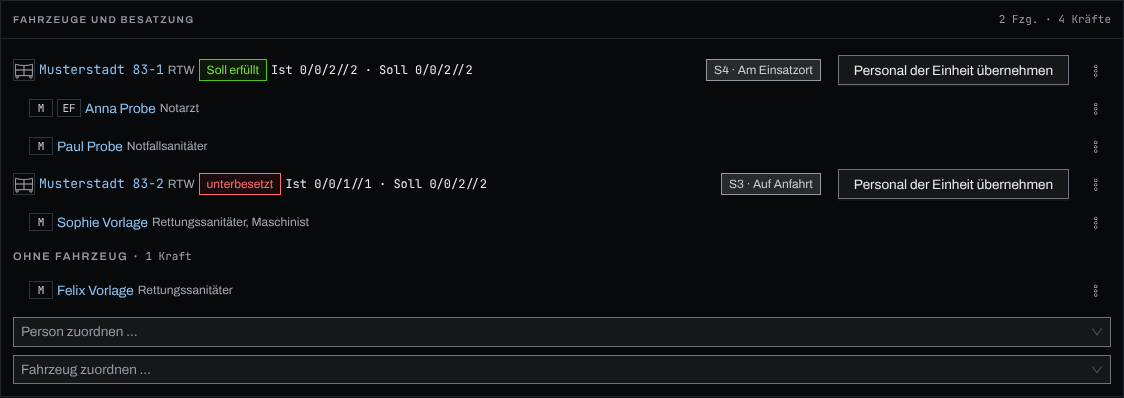 FAHRZEUGE UND BESATZUNG 2 Fzg. · 4 Kräfte
Musterstadt 83-1 RTW Soll erfüllt Ist 0/0/2//2 · Soll 0/0/2//2 S4 · Am Einsatzort Personal der Einheit übernehmen
M EF Anna Probe Notarzt
M Paul Probe Notfallsanitäter
Musterstadt 83-2 RTW unterbesetzt Ist 0/0/1//1 · Soll 0/0/2//2 S3 · Auf Anfahrt Personal der Einheit übernehmen
M Sophie Vorlage Rettungssanitäter, Maschinist
OHNE FAHRZEUG · 1 Kraft
M Felix Vorlage Rettungssanitäter
Person zuordnen ...
Fahrzeug zuordnen ...